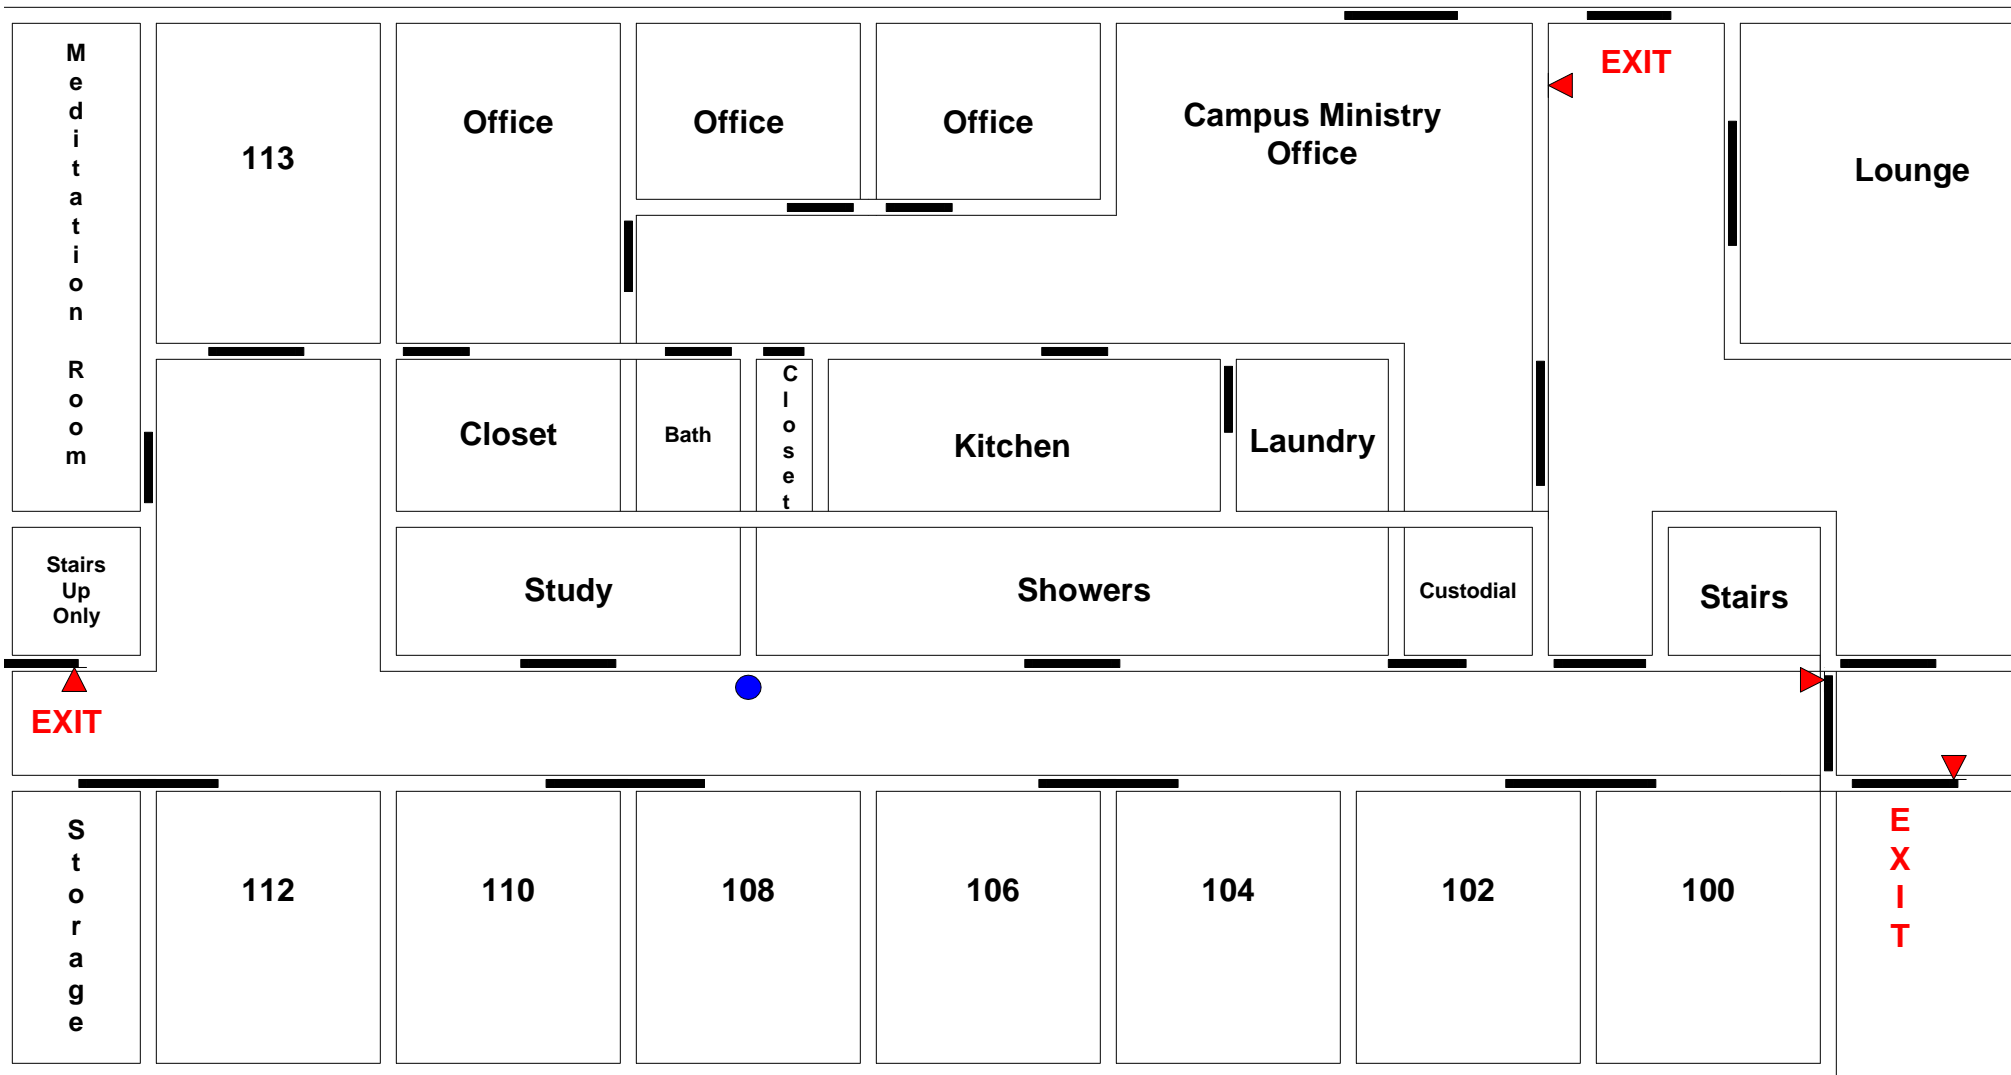 Meditation Room
113
Office
Office
Office
Campus Ministry
Office
EXIT
Lounge
Closet
Bath
Closet
Kitchen
Laundry
Stairs
Up
Only
Study
Showers
Custodial
Stairs
EXIT
Storage
112
110
108
106
104
102
100
EXIT